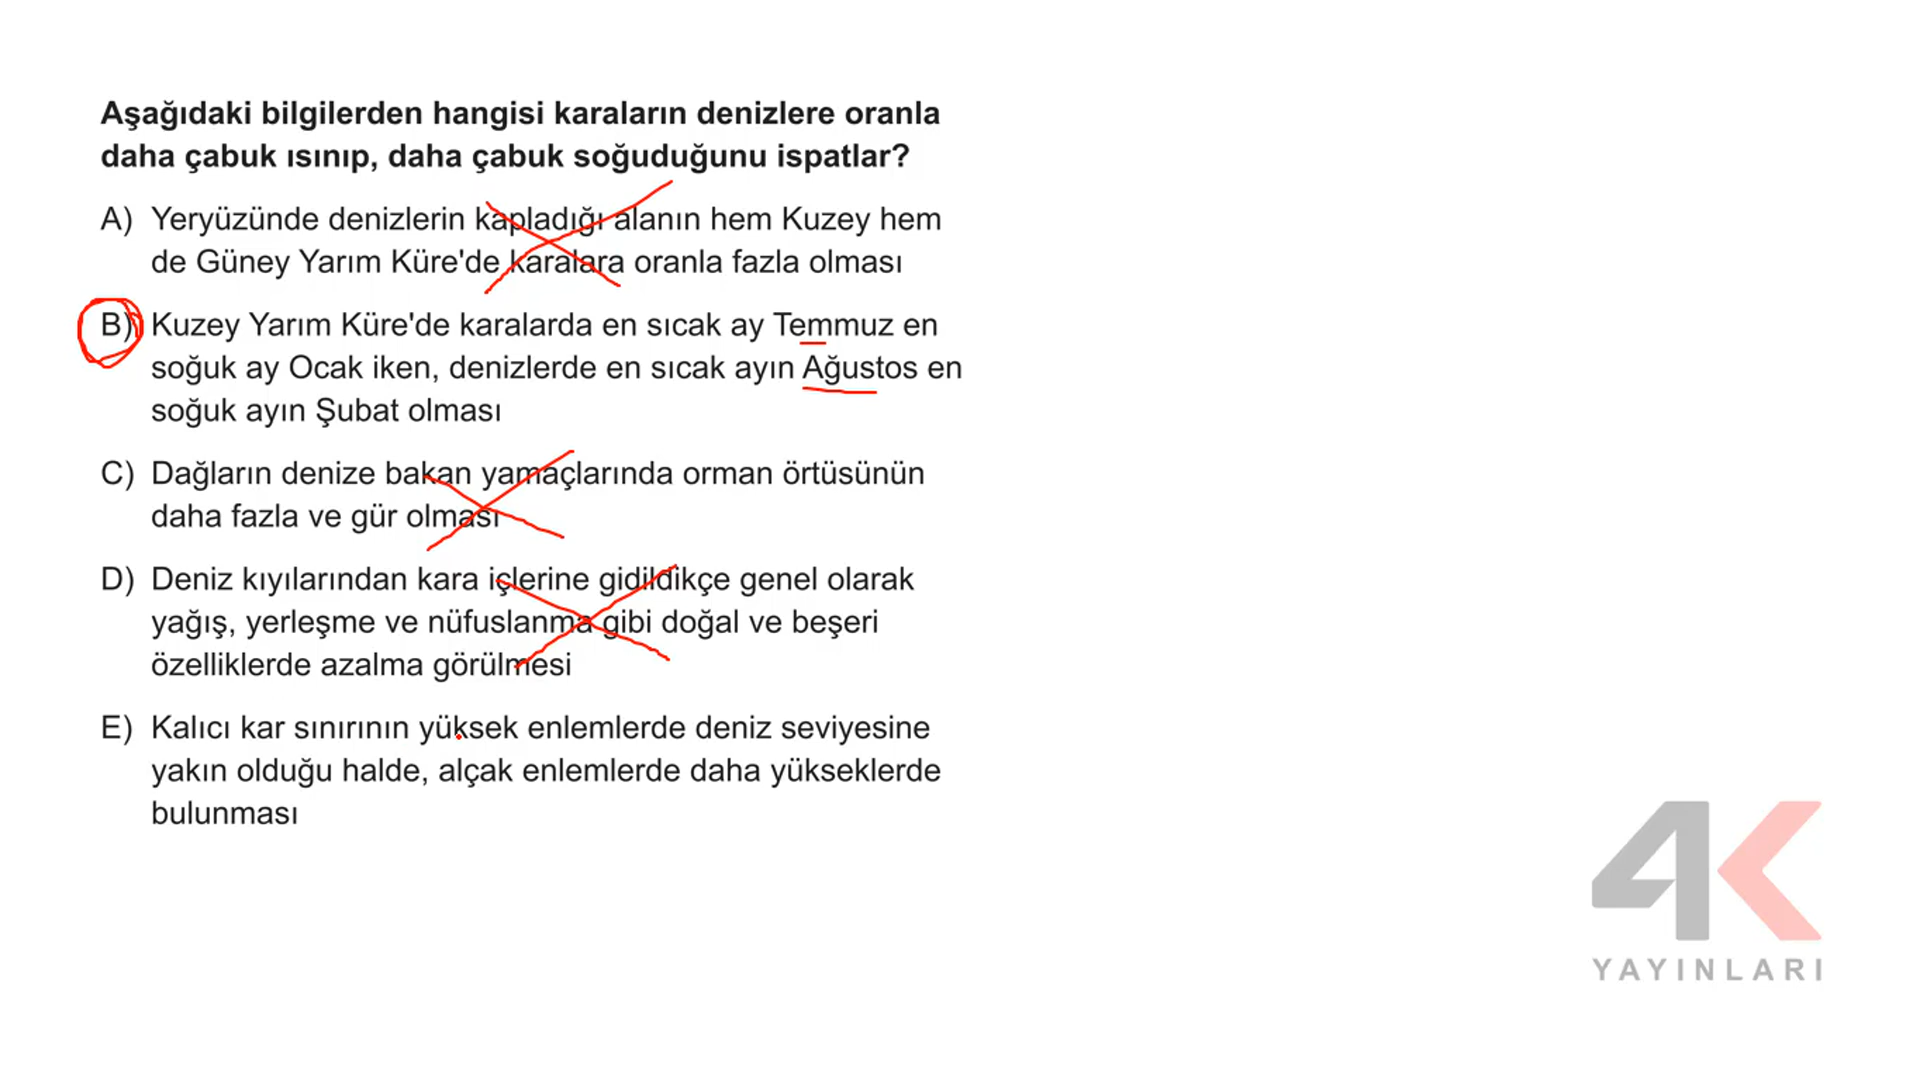 Aşağıdaki bilgilerden hangisi karaların denizlere oranla
daha çabuk ısınıp, daha çabuk soğuduğunu ispatlar?
A) Yeryüzünde denizlerin kapladığı alanın hem Kuzey hem
de Güney Yarım Küre'de karalara oranla fazla olması
B) Kuzey Yarım Küre'de karalarda en sıcak ay Temmuz en
soğuk ay Ocak iken, denizlerde en sıcak ayın Ağustos en
soğuk ayın Şubat olması
C) Dağların denize bakan yamaçlarında orman örtüsünün
daha fazla ve gür olması
D) Deniz kıyılarından kara içlerine gidildikçe genel olarak
yağış, yerleşme ve nüfuslanma gibi doğal ve beşeri
özelliklerde azalma görülmesi
E) Kalıcı kar sınırının yüksek enlemlerde deniz seviyesine
yakın olduğu halde, alçak enlemlerde daha yükseklerde
bulunması
4K
YAYINLARI